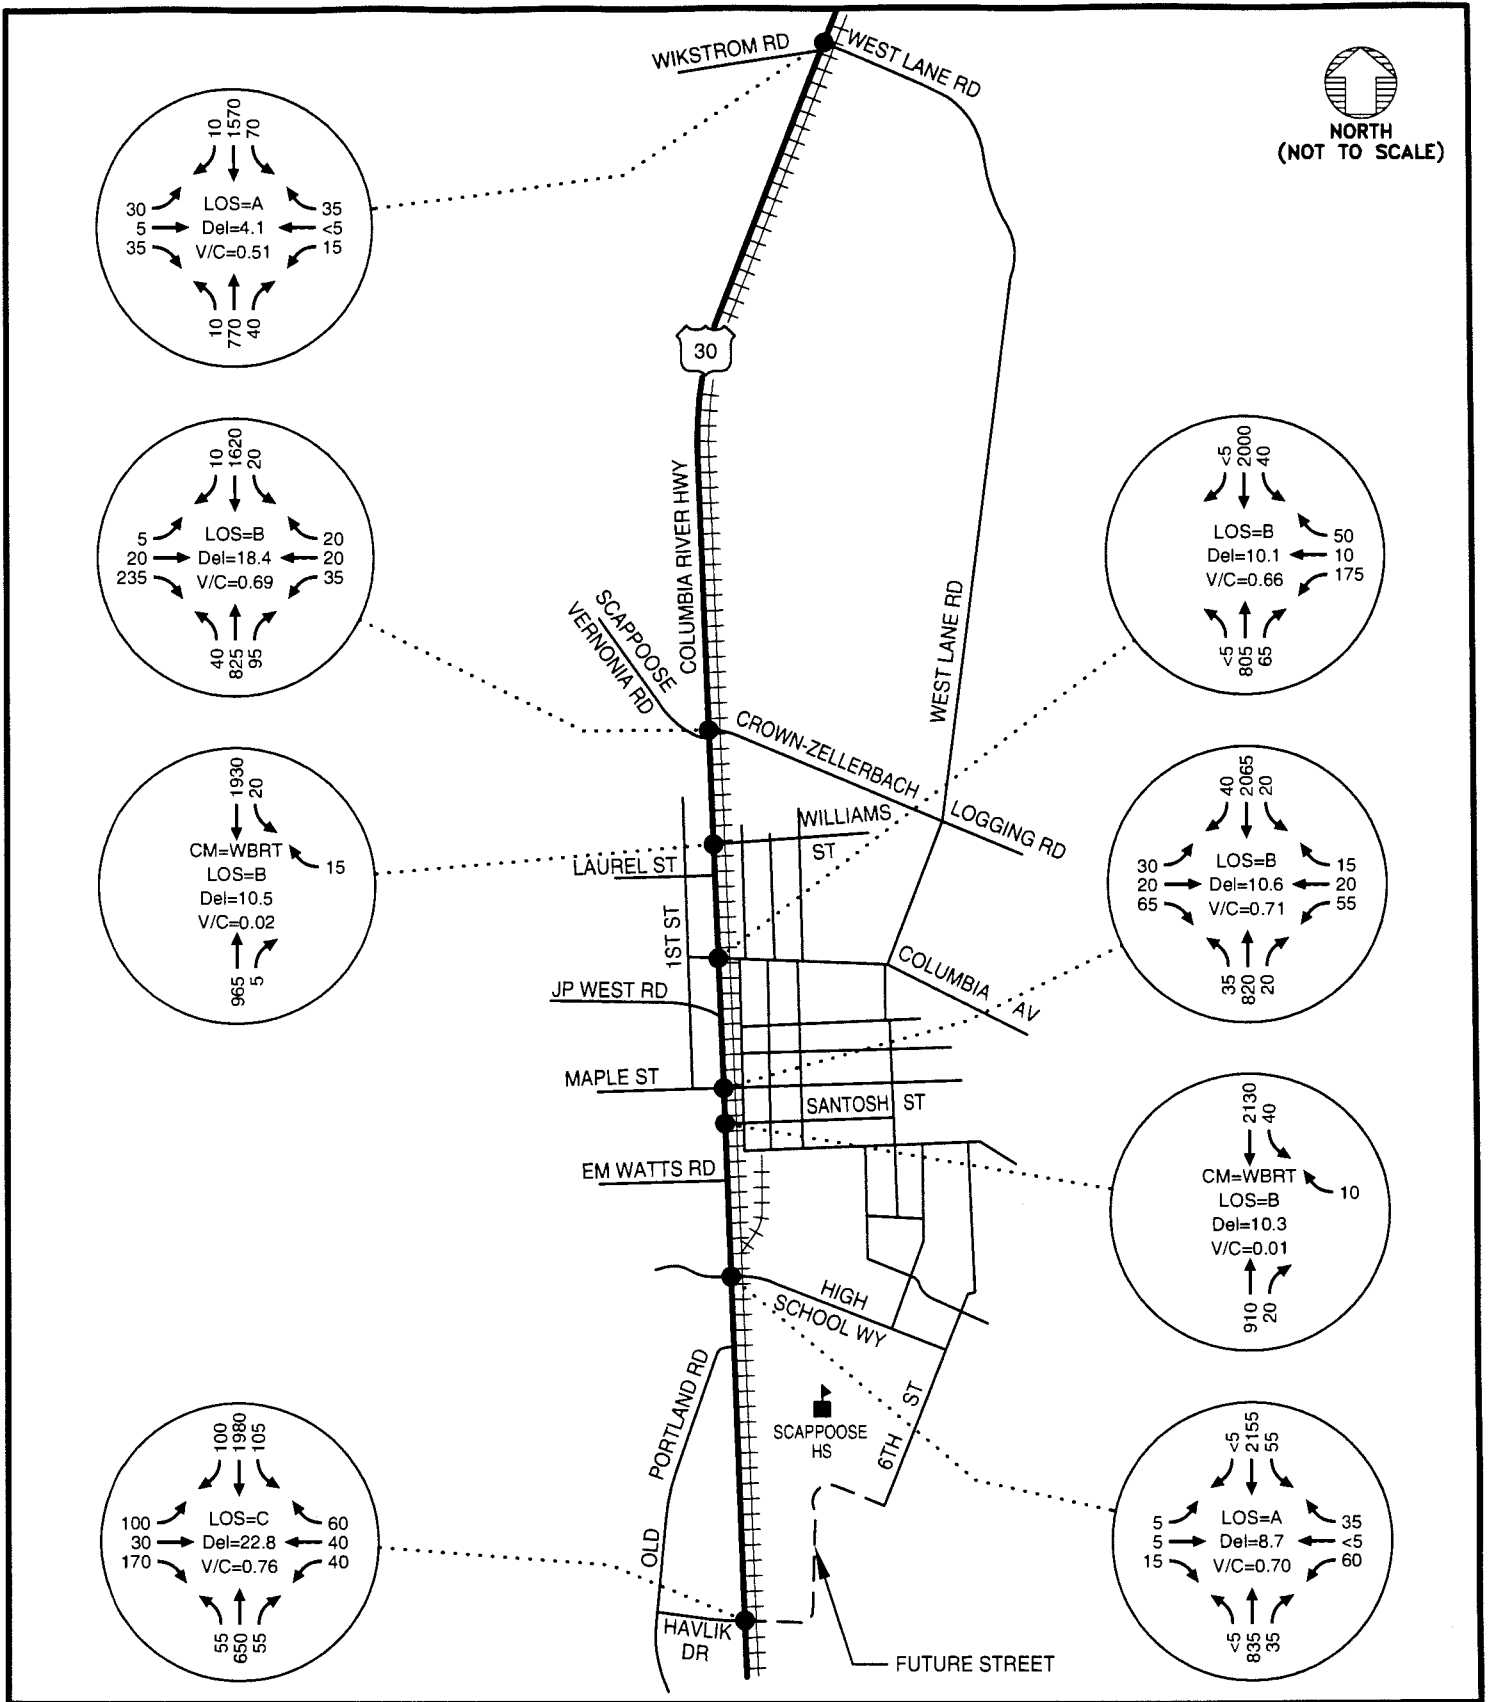 WIKSTROM RD
WEST LANE RD
NORTH
(NOT TO SCALE)
10 1570 70
30 LOS=A 35
5 Del=4.1 <5
35 V/C=0.51 15
10 770 40
30
COLUMBIA RIVER HWY
10 1620 20
5 LOS=B 20
20 Del=18.4 20
235 V/C=0.69 35
40 825 95
<5 2000 40
LOS=B 50
Del=10.1 10
V/C=0.66 175
<5 805 65
SCAPPOOSE
VERNONIA RD
WEST LANE RD
CROWN-ZELLERBACH
LOGGING RD
WILLIAMS
ST
LAUREL ST
1930 20
CM=WBRT
LOS=B 15
Del=10.5
V/C=0.02
965 5
40 2065 20
30 LOS=B 15
20 Del=10.6 20
65 V/C=0.71 55
35 820 20
1ST ST
COLUMBIA
AV
JP WEST RD
MAPLE ST
SANTOSH ST
EM WATTS RD
2130 40
CM=WBRT
LOS=B 10
Del=10.3
V/C=0.01
910 20
HIGH
SCHOOL WY
OLD PORTLAND RD
SCAPPOOSE
HS
6TH ST
100 1980 105
100 LOS=C 60
30 Del=22.8 40
170 V/C=0.76 40
55 650 55
<5 2155 55
5 LOS=A 35
5 Del=8.7 <5
15 V/C=0.70 60
<5 835 35
HAVLIK
DR
FUTURE STREET